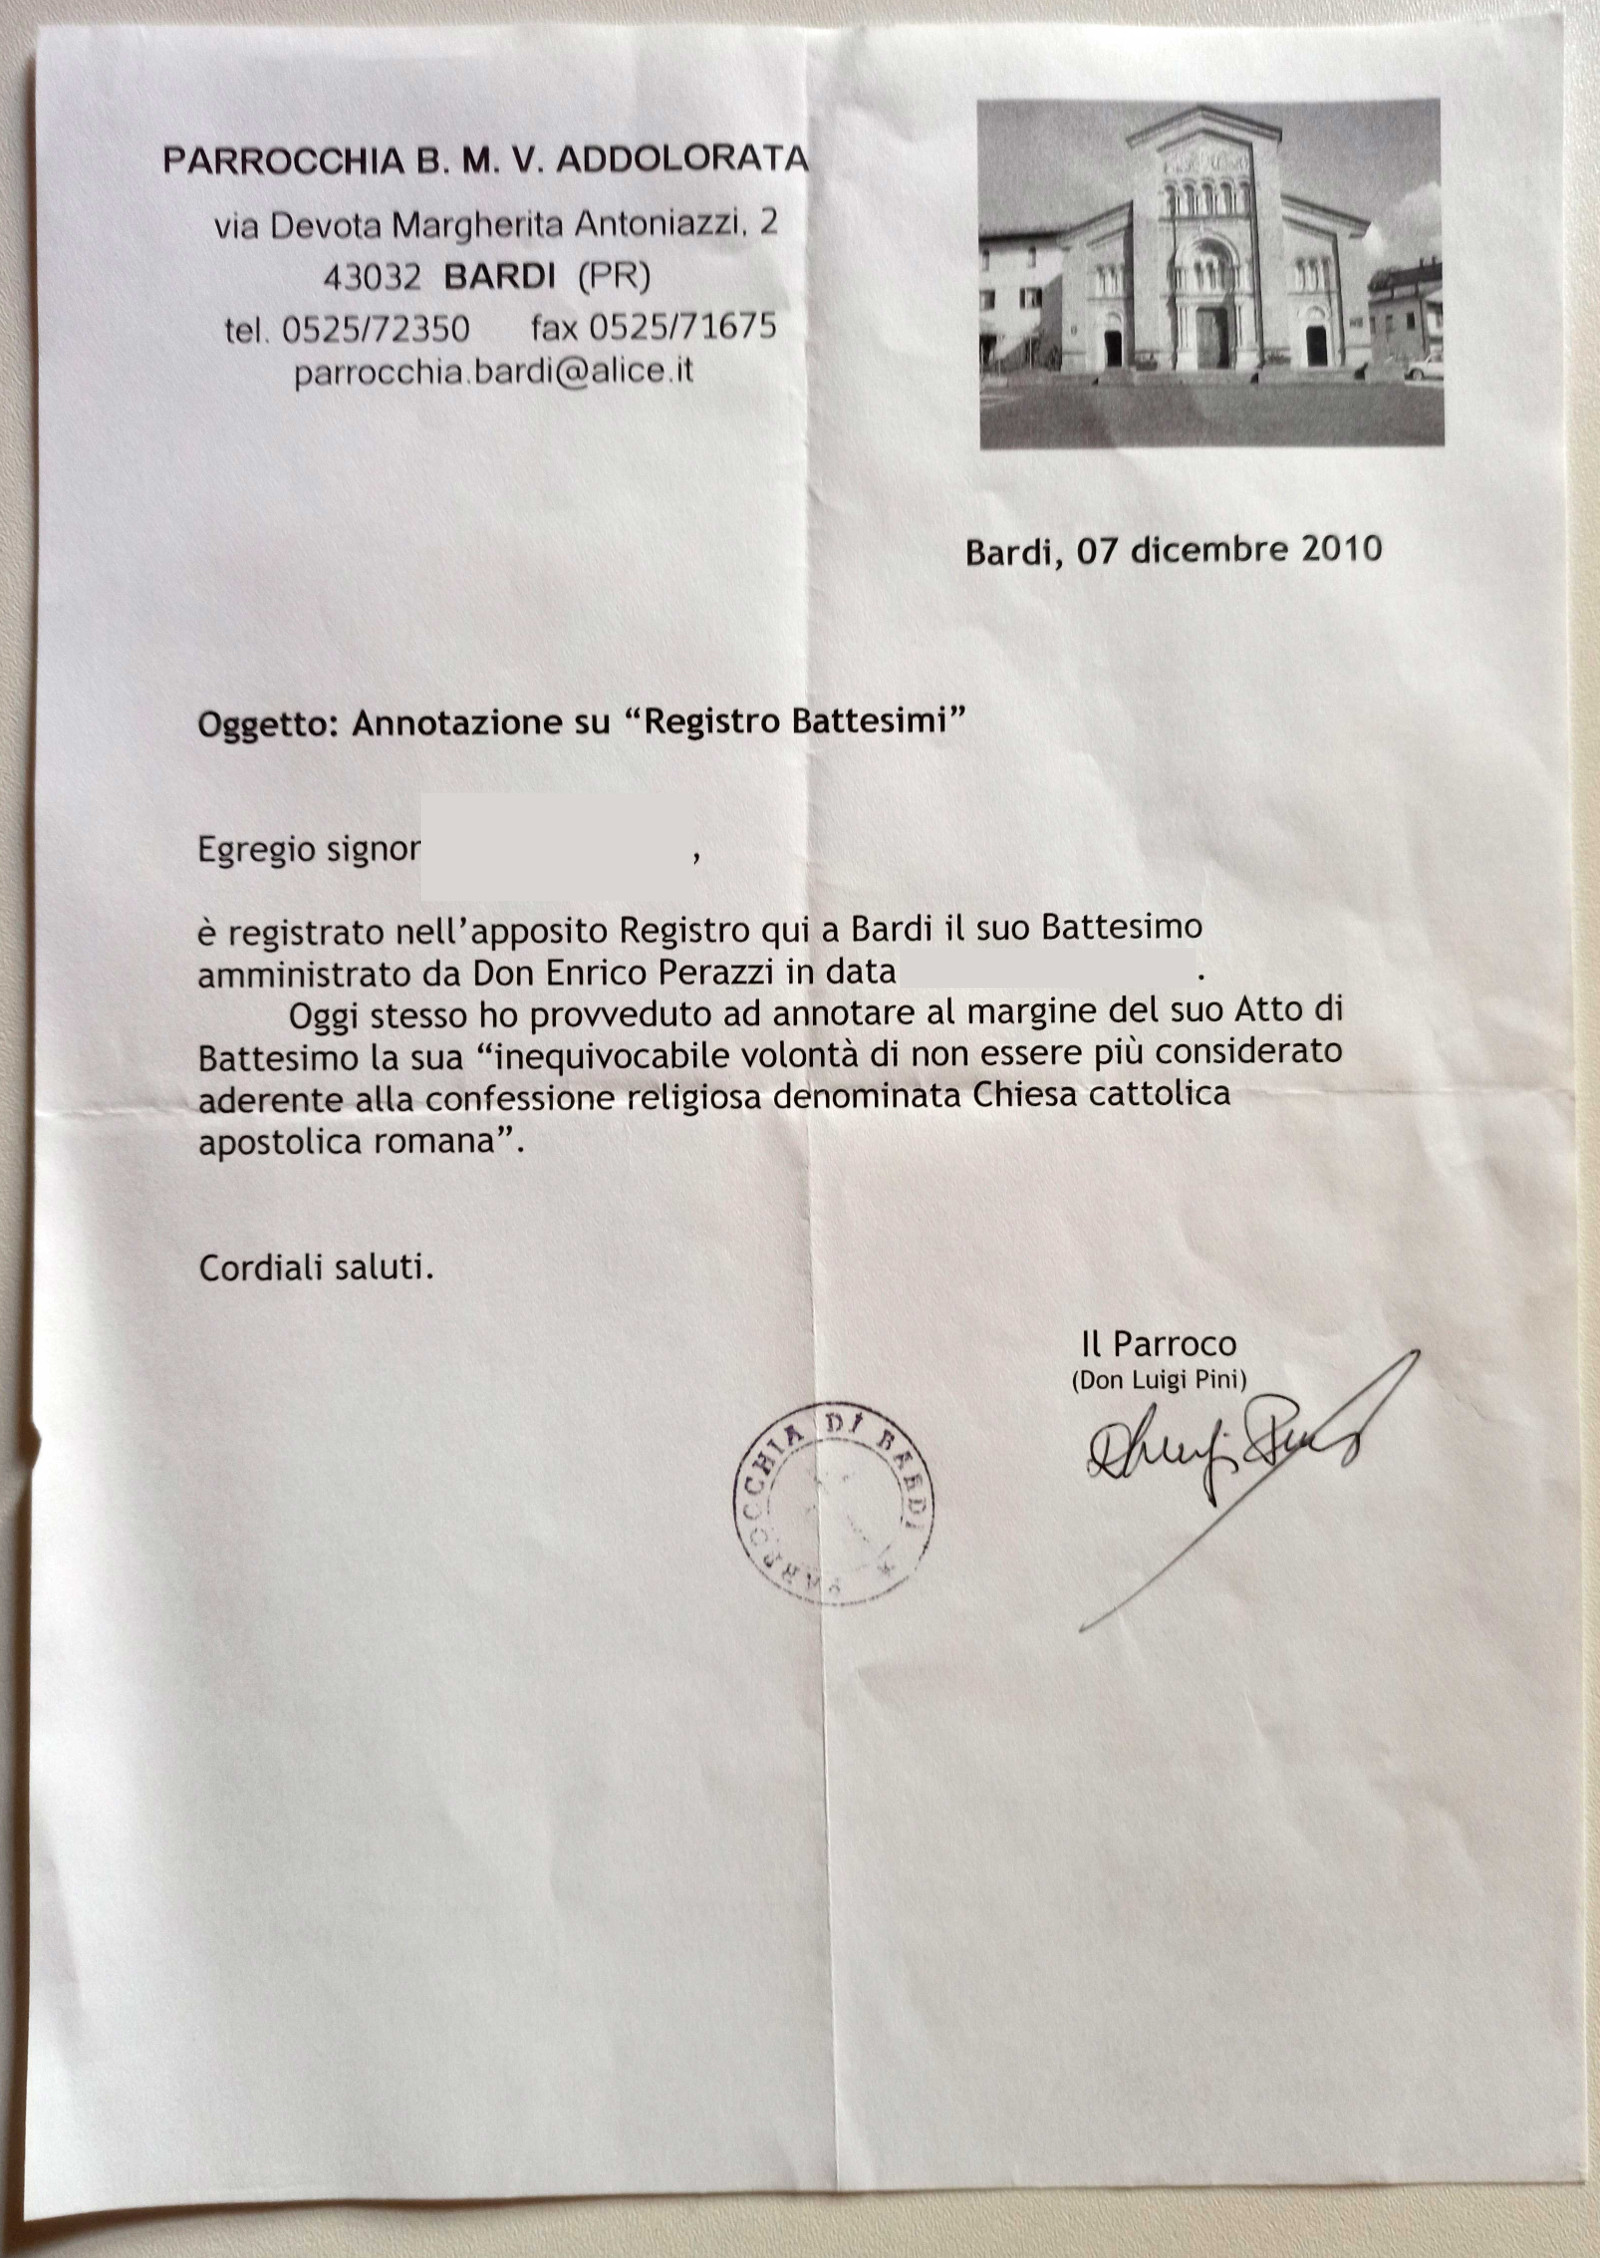 PARROCCHIA B. M. V. ADDOLORATA
via Devota Margherita Antoniazzi, 2
43032 BARDI (PR)
tel. 0525/72350 fax 0525/71675
parrocchia.bardi@alice.it
Bardi, 07 dicembre 2010
Oggetto: Annotazione su “Registro Battesimi”
Egregio signor ,
è registrato nell’apposito Registro qui a Bardi il suo Battesimo
amministrato da Don Enrico Perazzi in data .
Oggi stesso ho provveduto ad annotare al margine del suo Atto di
Battesimo la sua “inequivocabile volontà di non essere più considerato
aderente alla confessione religiosa denominata Chiesa cattolica
apostolica romana”.
Cordiali saluti.
Il Parroco
(Don Luigi Pini)
PARROCCHIA DI BARDI